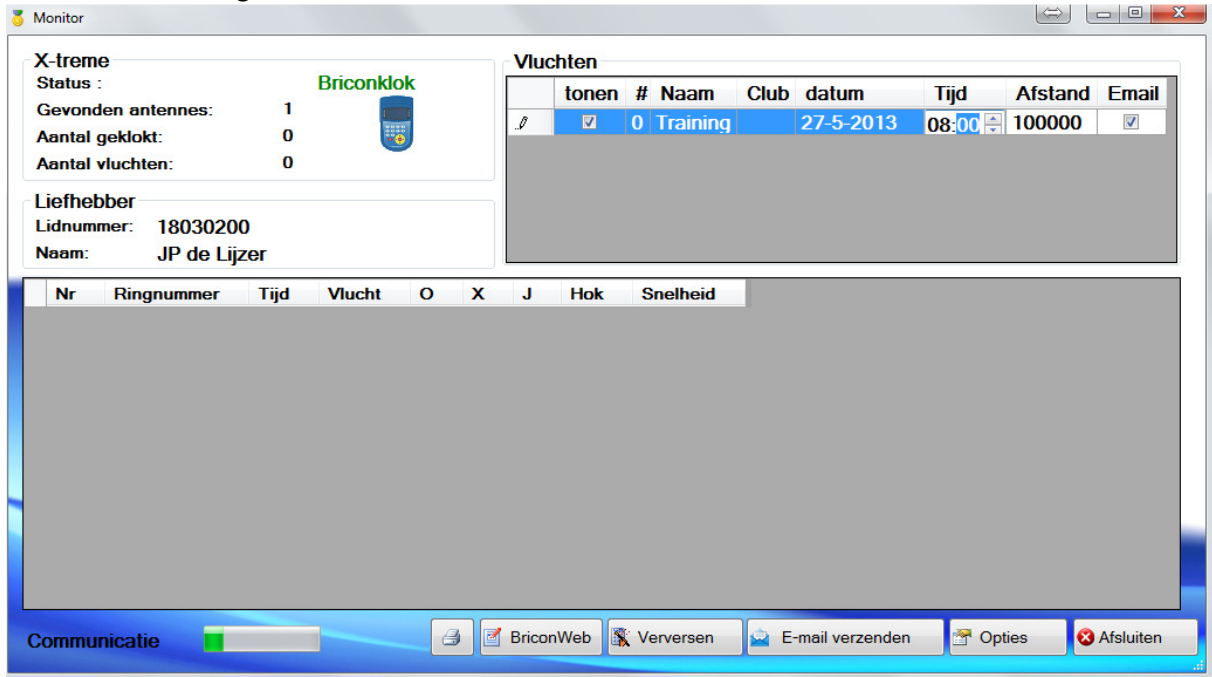 Monitor
X-treme
Status : Briconklok
Gevonden antennes: 1
Aantal geklokt: 0
Aantal vluchten: 0
Liefhebber
Lidnummer: 18030200
Naam: JP de Lijzer
Vluchten
tonen # Naam Club datum Tijd Afstand Email
0 Training 27-5-2013 08:00 100000
Nr Ringnummer Tijd Vlucht O X J Hok Snelheid
Communicatie BriconWeb Verversen E-mail verzenden Opties Afsluiten